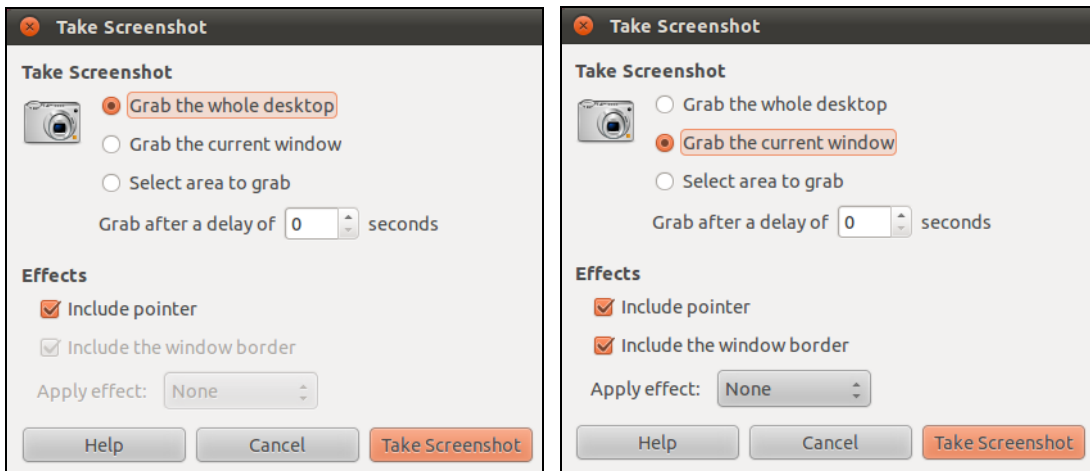 Take Screenshot
Take Screenshot
Grab the whole desktop
Grab the current window
Select area to grab
Grab after a delay of 0 seconds
Effects
Include pointer
Include the window border
Apply effect: None
Help Cancel Take Screenshot
Take Screenshot
Take Screenshot
Grab the whole desktop
Grab the current window
Select area to grab
Grab after a delay of 0 seconds
Effects
Include pointer
Include the window border
Apply effect: None
Help Cancel Take Screenshot